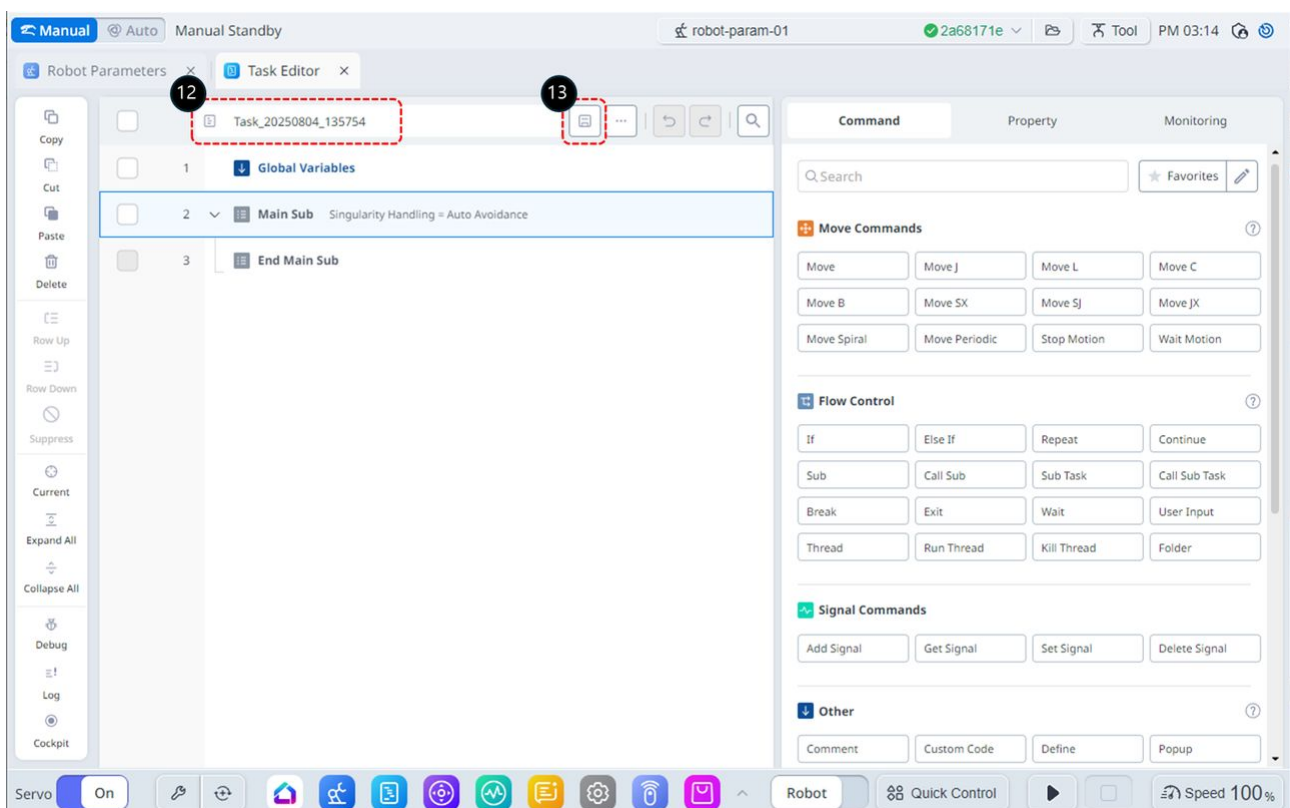 Manual Auto Manual Standby robot-param-01 2a68171e Tool PM 03:14
Robot Parameters Task Editor
12 13
Task_20250804_135754
Copy
Cut
Paste
Delete
Row Up
Row Down
Suppress
Current
Expand All
Collapse All
Debug
Log
Cockpit
1 Global Variables
2 Main Sub Singularity Handling = Auto Avoidance
3 End Main Sub
Command Property Monitoring
Search Favorites
Move Commands
Move Move J Move L Move C
Move B Move SX Move SJ Move JX
Move Spiral Move Periodic Stop Motion Wait Motion
Flow Control
If Else If Repeat Continue
Sub Call Sub Sub Task Call Sub Task
Break Exit Wait User Input
Thread Run Thread Kill Thread Folder
Signal Commands
Add Signal Get Signal Set Signal Delete Signal
Other
Comment Custom Code Define Popup
Servo On Robot Quick Control Speed 100%